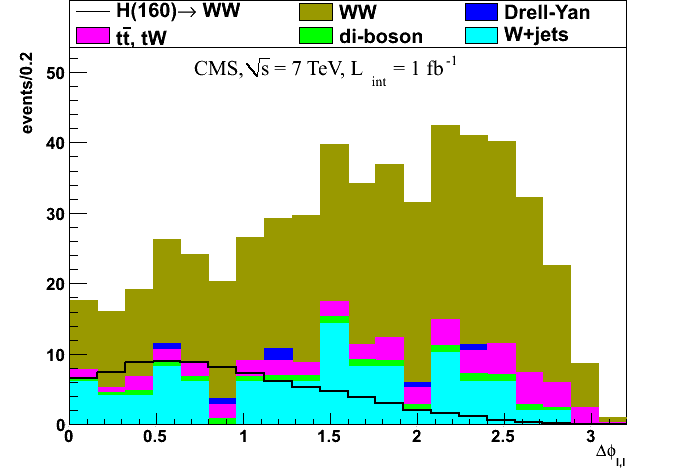 H(160)→ WW WW Drell-Yan
tt̄, tW di-boson W+jets
CMS, √s = 7 TeV, L int = 1 fb⁻¹
events/0.2
50
40
30
20
10
0
0 0.5 1 1.5 2 2.5 3
Δϕ l,l